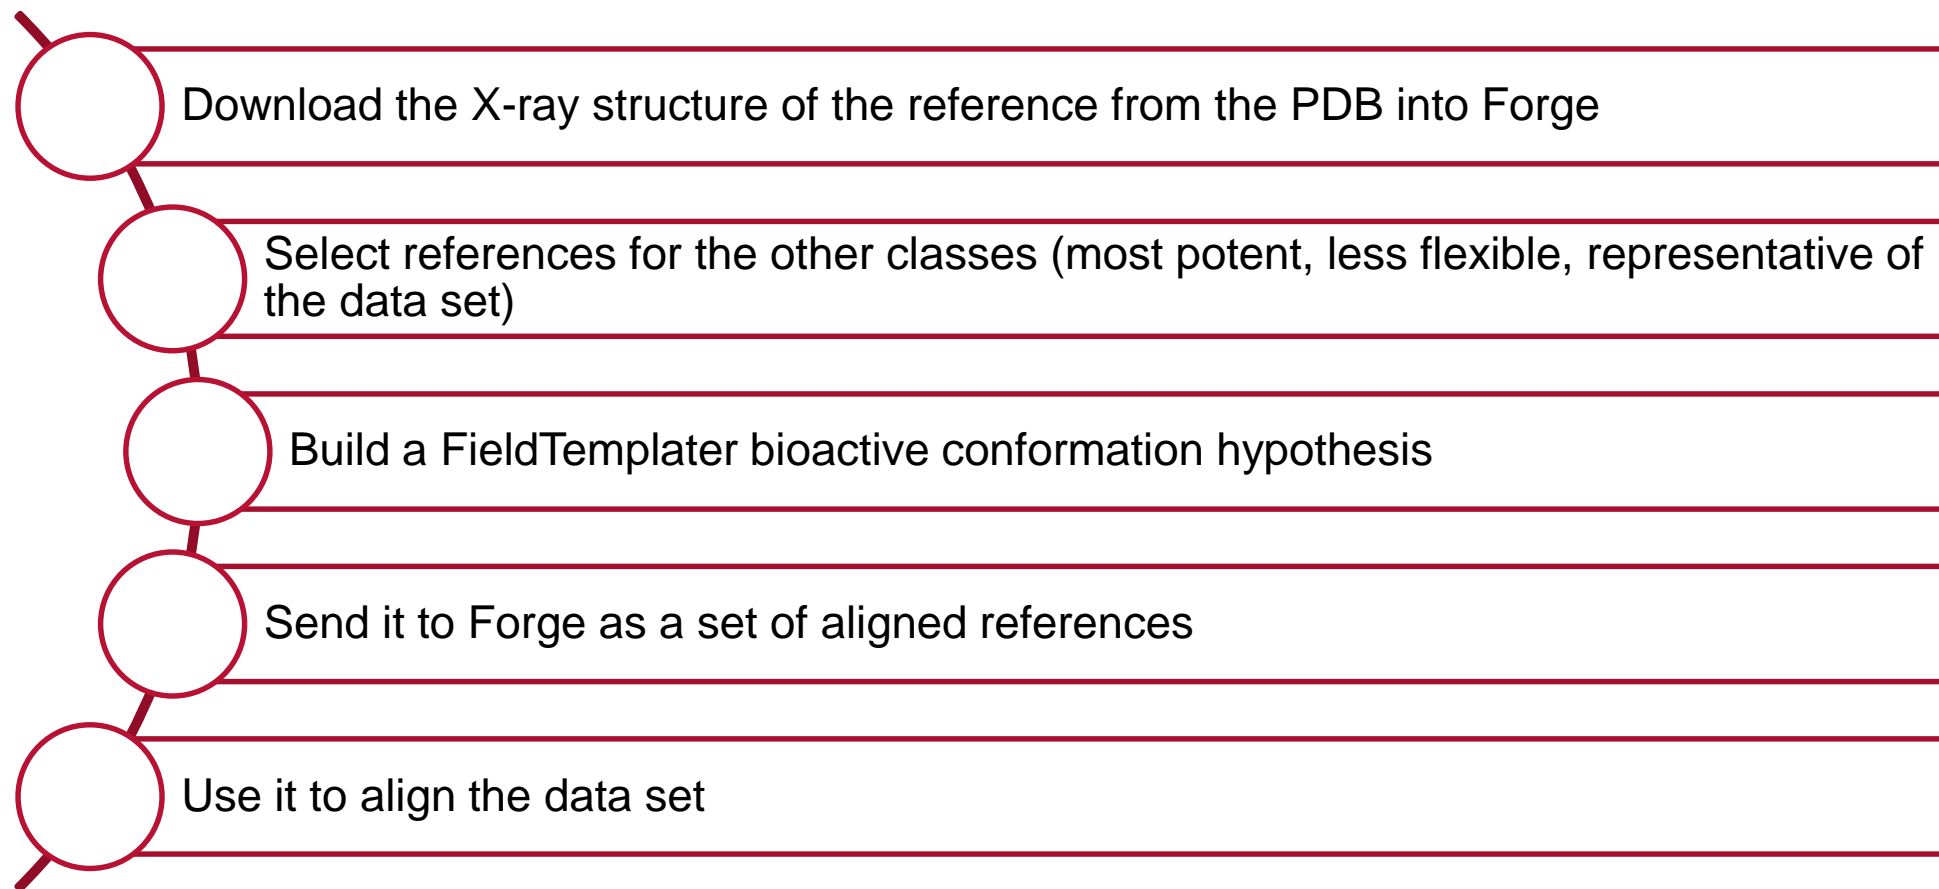 Download the X-ray structure of the reference from the PDB into Forge
Select references for the other classes (most potent, less flexible, representative of
the data set)
Build a FieldTemplater bioactive conformation hypothesis
Send it to Forge as a set of aligned references
Use it to align the data set